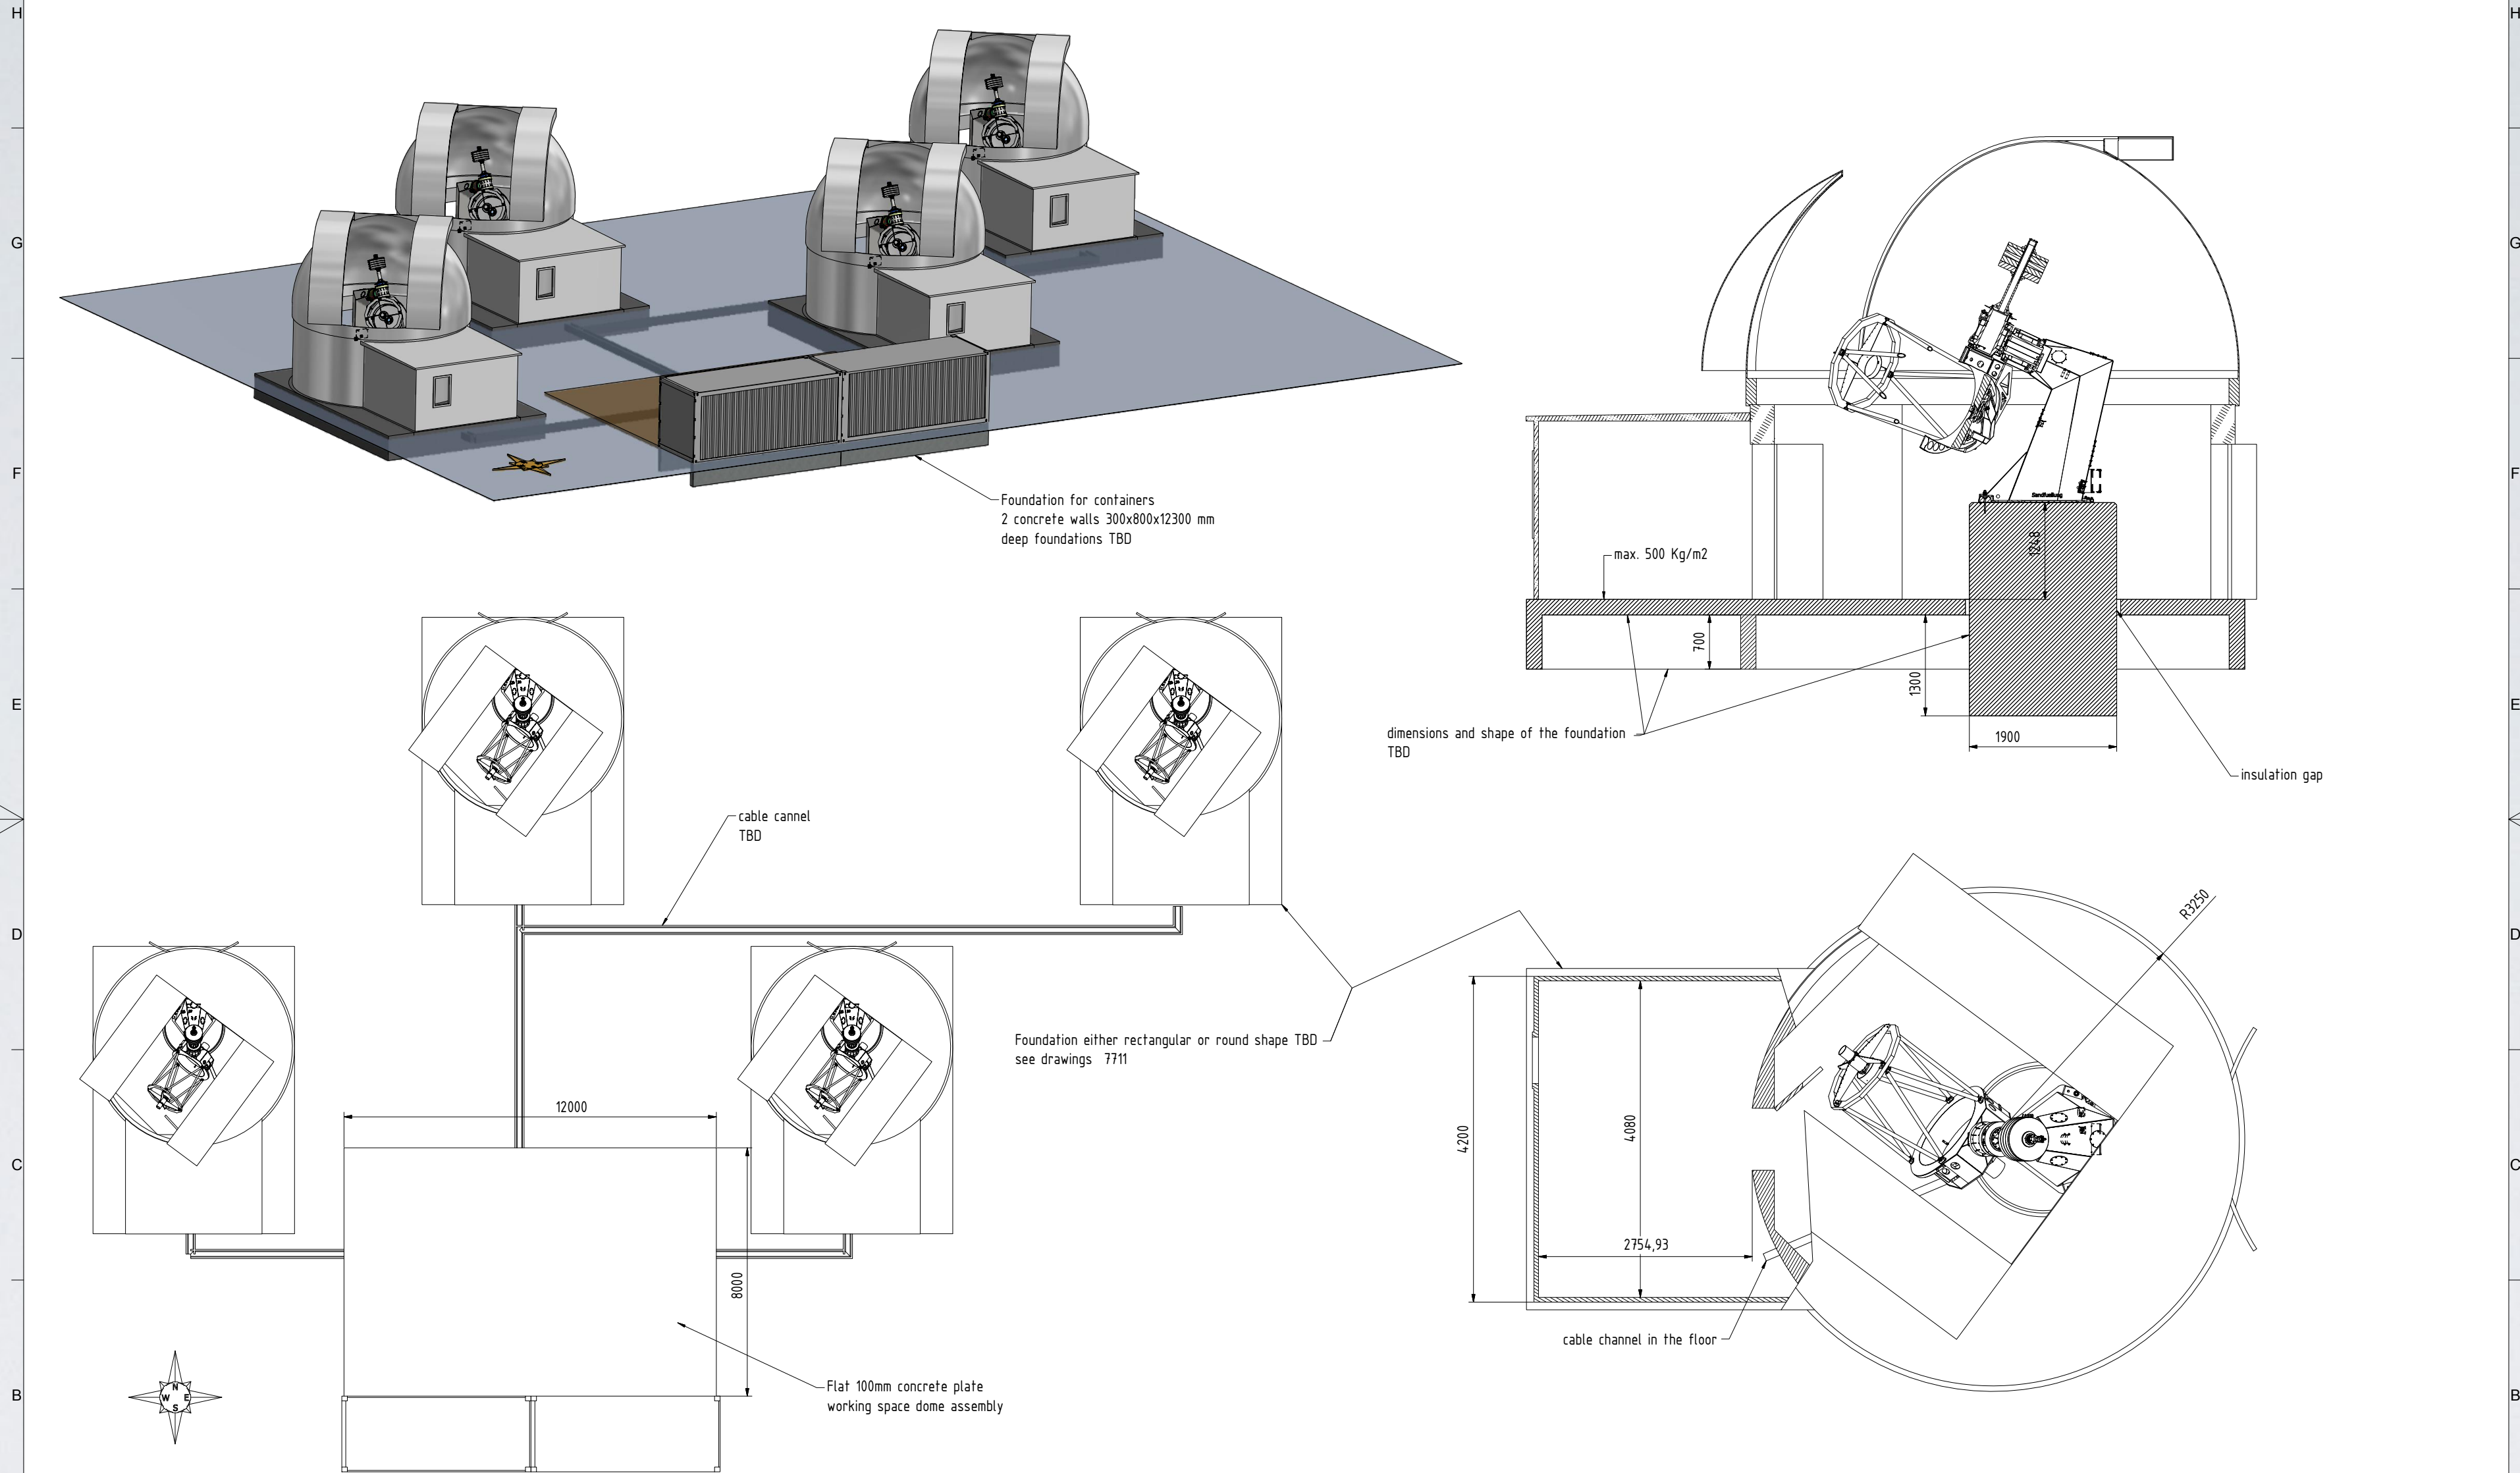 H
H
G
G
F
F
E
E
D
D
C
C
B
B
Foundation for containers
2 concrete walls 300x800x12300 mm
deep foundations TBD
max. 500 Kg/m2
Sandfuellung
1248
700
1300
1900
dimensions and shape of the foundation
TBD
insulation gap
cable cannel
TBD
Foundation either rectangular or round shape TBD
see drawings 7711
12000
8000
Flat 100mm concrete plate
working space dome assembly
N
W E
S
R3250
4200
4080
2754,93
cable channel in the floor